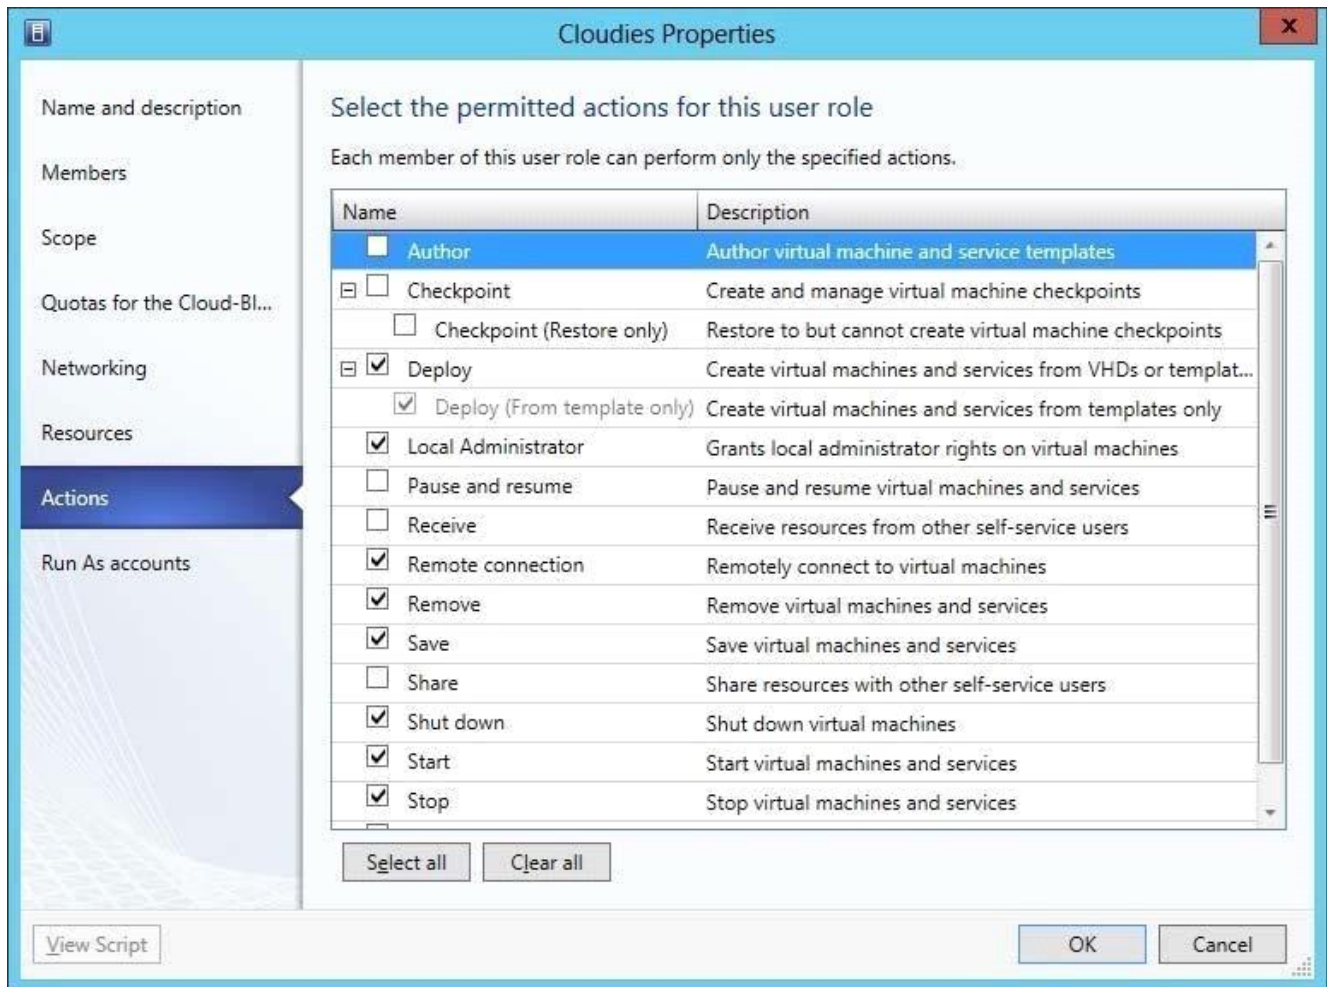 Cloudies Properties
x
Name and description
Members
Scope
Quotas for the Cloud-Bl...
Networking
Resources
Actions
Run As accounts
Select the permitted actions for this user role
Each member of this user role can perform only the specified actions.
Name Description
Author Author virtual machine and service templates
Checkpoint Create and manage virtual machine checkpoints
Checkpoint (Restore only) Restore to but cannot create virtual machine checkpoints
Deploy Create virtual machines and services from VHDs or templat...
Deploy (From template only) Create virtual machines and services from templates only
Local Administrator Grants local administrator rights on virtual machines
Pause and resume Pause and resume virtual machines and services
Receive Receive resources from other self-service users
Remote connection Remotely connect to virtual machines
Remove Remove virtual machines and services
Save Save virtual machines and services
Share Share resources with other self-service users
Shut down Shut down virtual machines
Start Start virtual machines and services
Stop Stop virtual machines and services
Select all Clear all
View Script OK Cancel